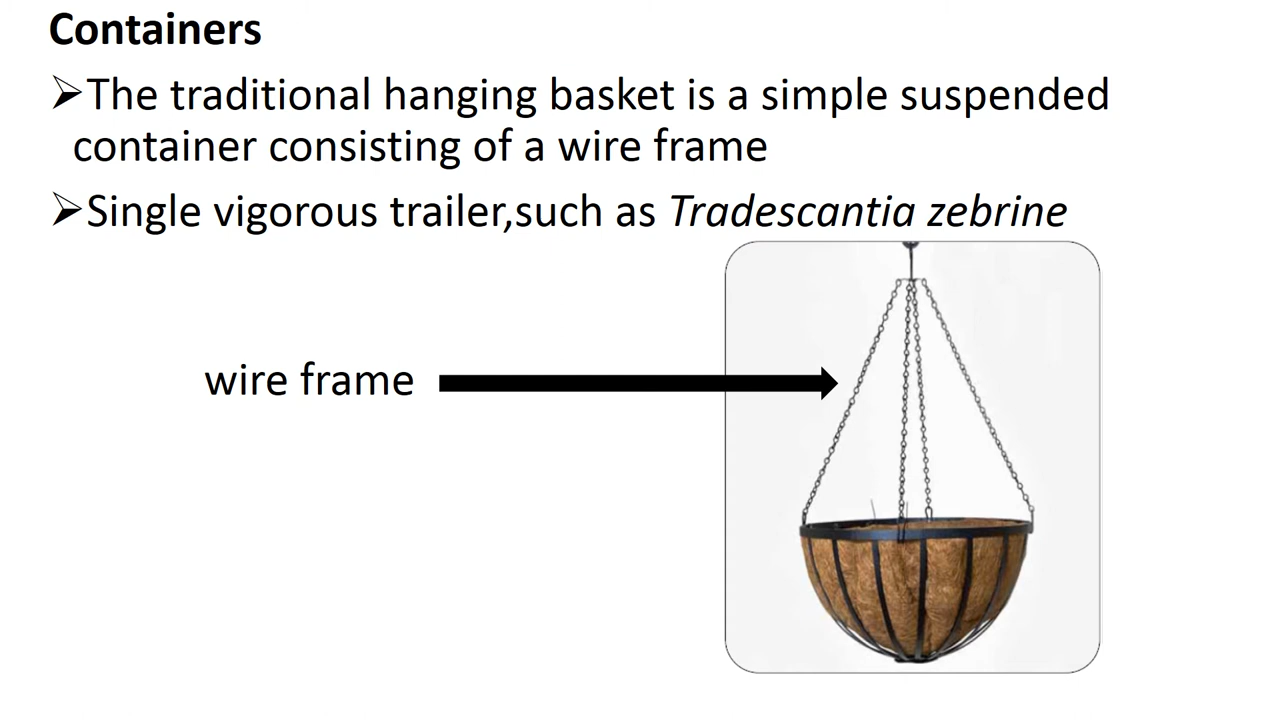 Containers
➢The traditional hanging basket is a simple suspended
container consisting of a wire frame
➢Single vigorous trailer,such as Tradescantia zebrine
wire frame